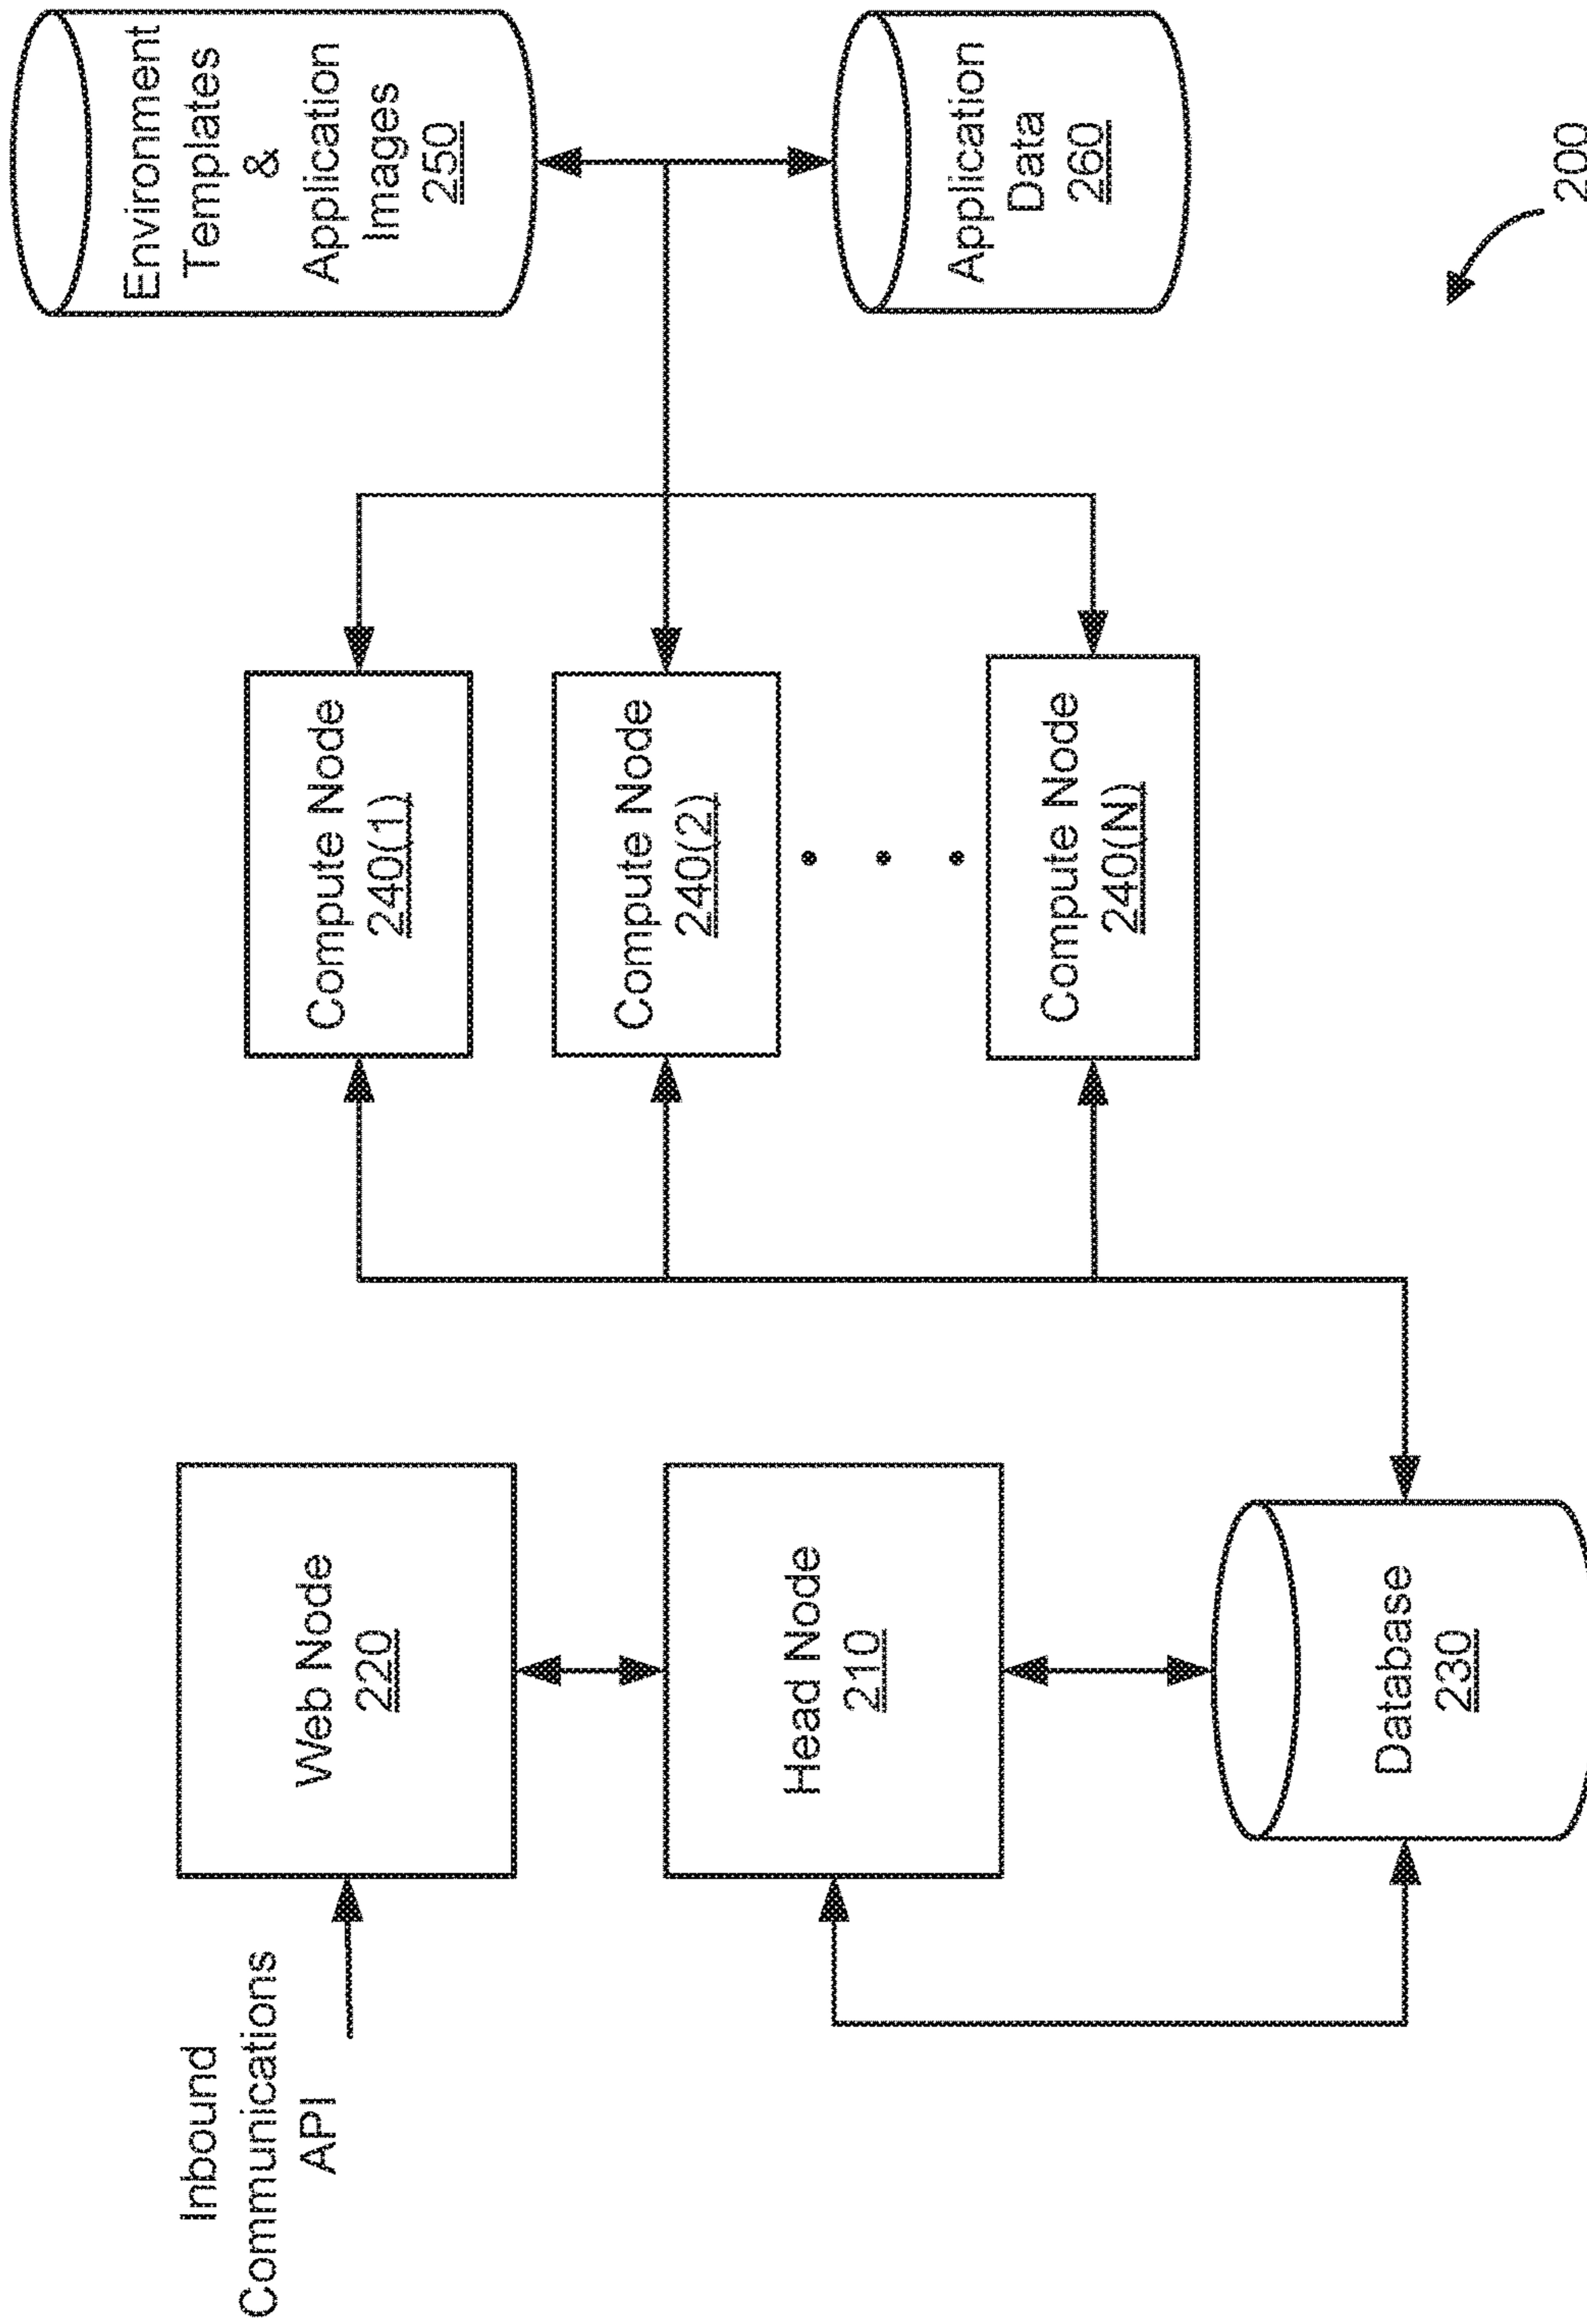 Inbound
Communications
API
Web Node
220
Head Node
210
Database
230
Compute Node
240(1)
Compute Node
240(2)
Compute Node
240(N)
Environment
Templates
&
Application
Images
250
Application
Data
260
200